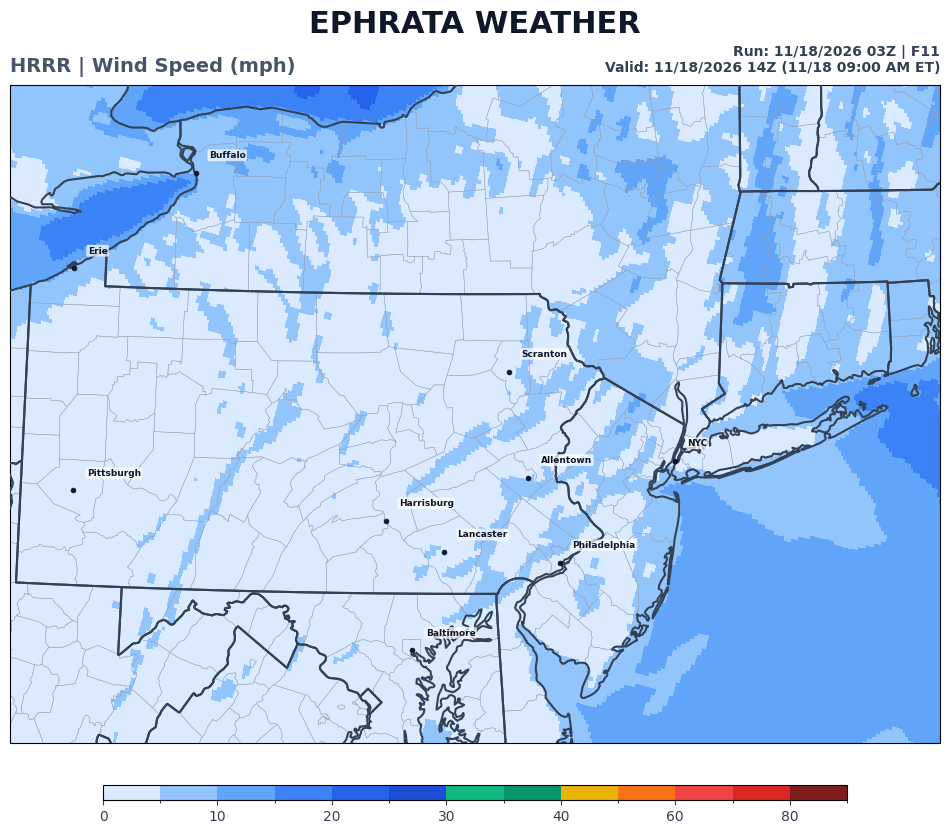 EPHRATA WEATHER
HRRR | Wind Speed (mph)
Run: 11/18/2026 03Z | F11
Valid: 11/18/2026 14Z (11/18 09:00 AM ET)
Buffalo
Erie
Scranton
NYC
Allentown
Pittsburgh
Harrisburg
Lancaster
Philadelphia
Baltimore
0 10 20 30 40 60 80